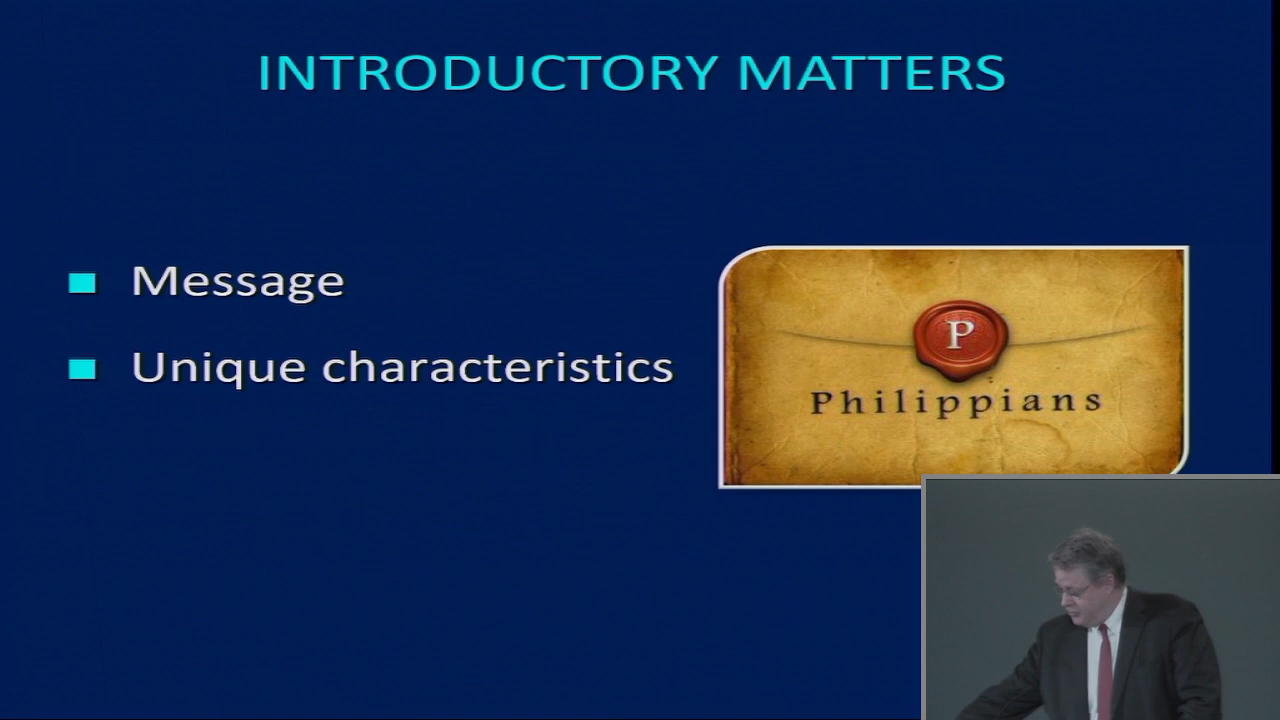 INTRODUCTORY MATTERS
Message
Unique characteristics
P
Philippians